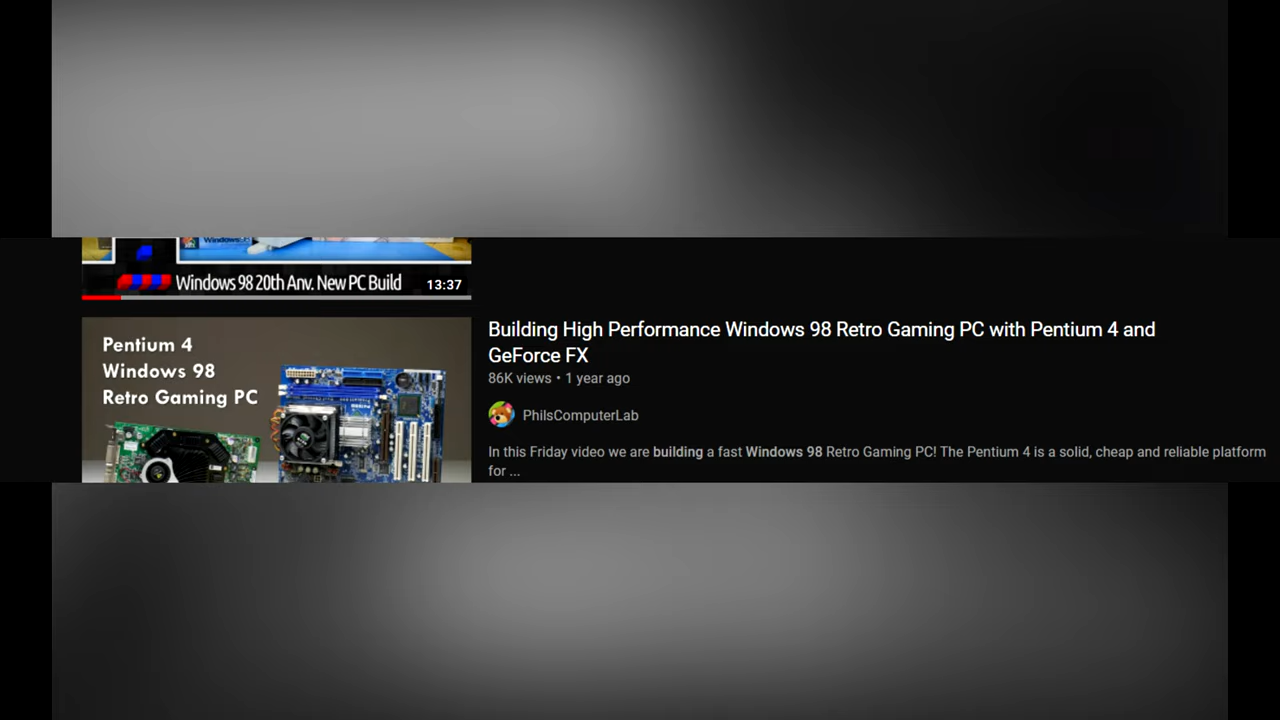 Windows 98 20th Anv. New PC Build
13:37
Pentium 4
Windows 98
Retro Gaming PC
Building High Performance Windows 98 Retro Gaming PC with Pentium 4 and
GeForce FX
86K views • 1 year ago
PhilsComputerLab
In this Friday video we are building a fast Windows 98 Retro Gaming PC! The Pentium 4 is a solid, cheap and reliable platform
for ...